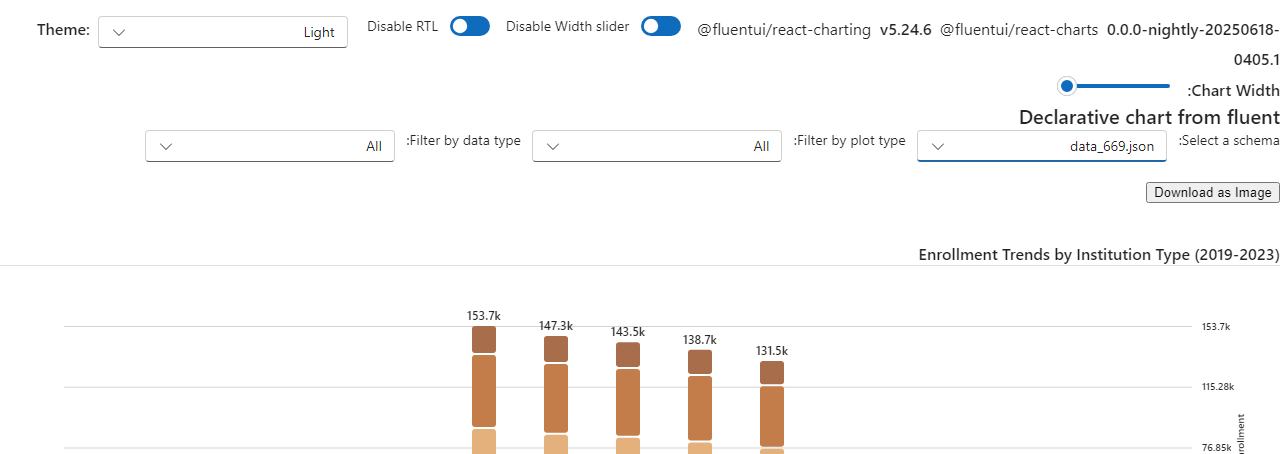 Theme: Light Disable RTL Disable Width slider @fluentui/react-charting v5.24.6 @fluentui/react-charts 0.0.0-nightly-20250618-
0405.1
:Chart Width
Declarative chart from fluent
:Select a schema data_669.json :Filter by plot type All :Filter by data type All
Download as Image
Enrollment Trends by Institution Type (2019-2023)
153.7k
147.3k
143.5k
138.7k
131.5k
153.7k
115.28k
76.85k